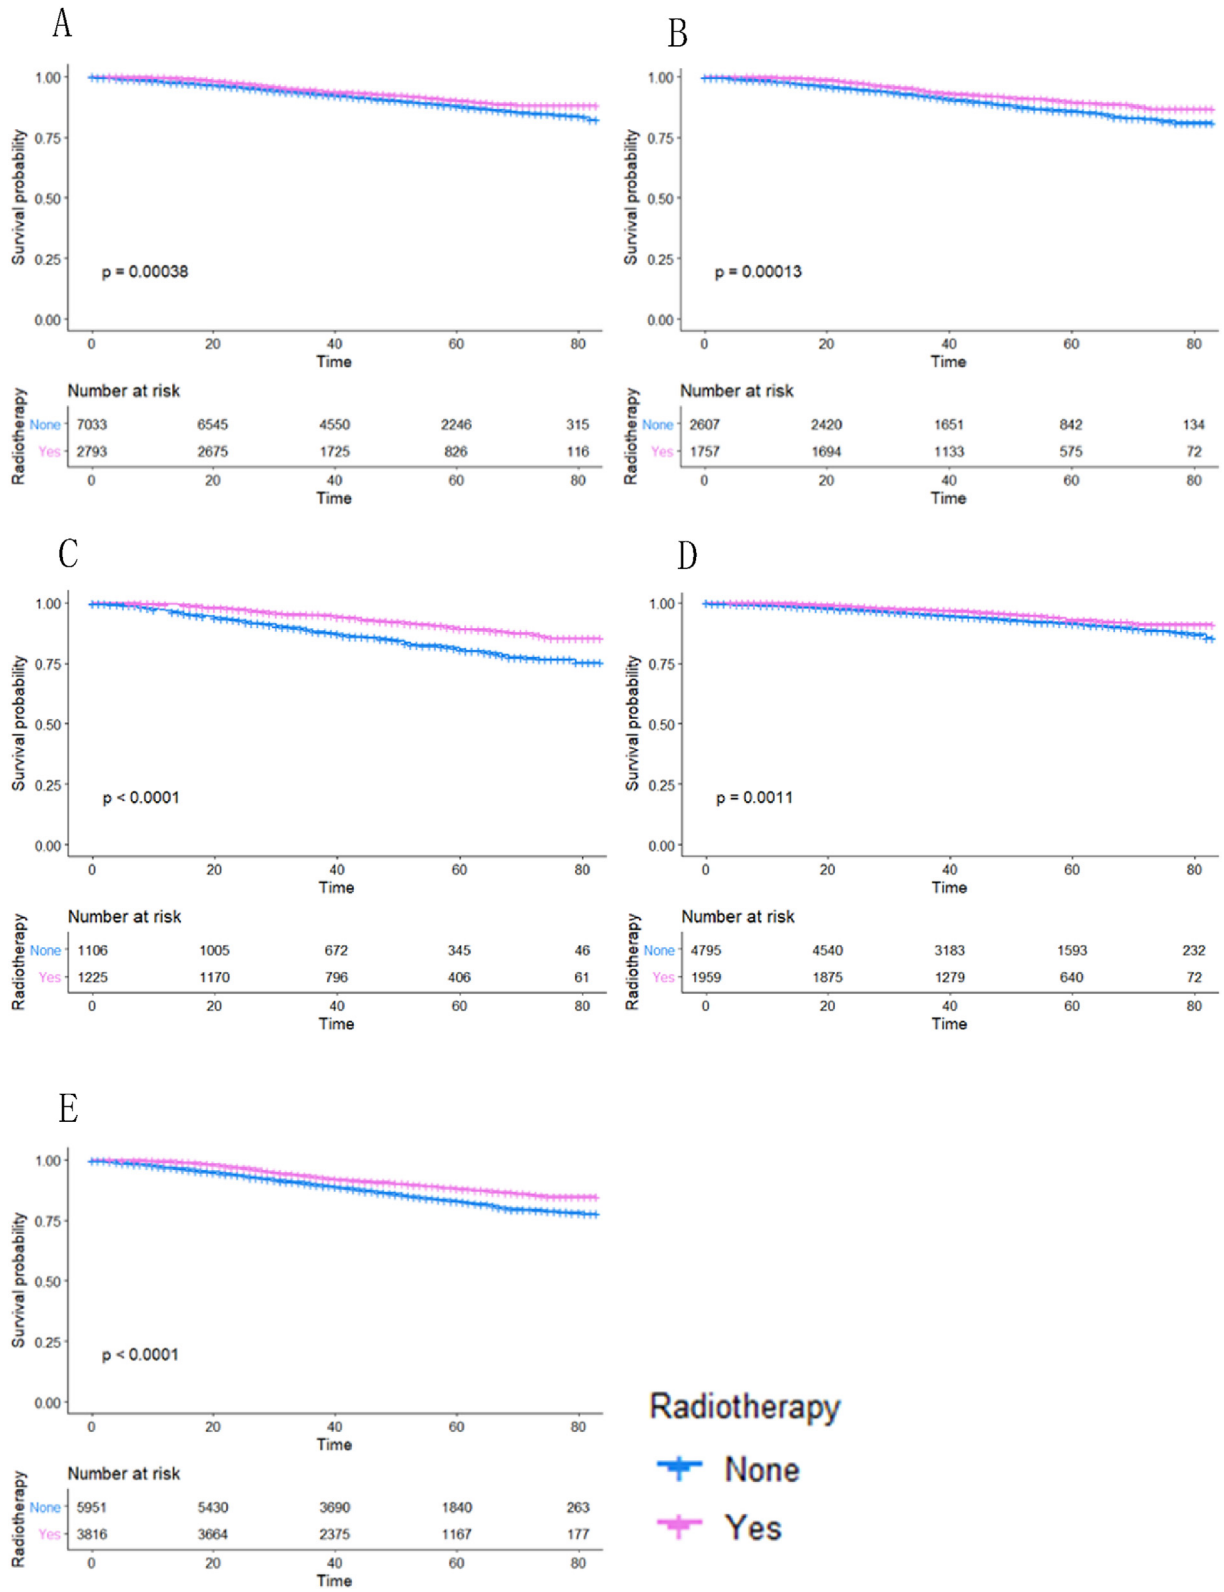 A
1.00
0.75
0.50
0.25
0.00
Survival probability
p = 0.00038
0 20 40 60 80
Time
Number at risk
Radiotherapy
None 7033 6545 4550 2246 315
Yes 2793 2675 1725 826 116
0 20 40 60 80
Time
B
1.00
0.75
0.50
0.25
0.00
Survival probability
p = 0.00013
0 20 40 60 80
Time
Number at risk
Radiotherapy
None 2607 2420 1651 842 134
Yes 1757 1694 1133 575 72
0 20 40 60 80
Time
C
1.00
0.75
0.50
0.25
0.00
Survival probability
p < 0.0001
0 20 40 60 80
Time
Number at risk
Radiotherapy
None 1106 1005 672 345 46
Yes 1225 1170 796 406 61
0 20 40 60 80
Time
D
1.00
0.75
0.50
0.25
0.00
Survival probability
p = 0.0011
0 20 40 60 80
Time
Number at risk
Radiotherapy
None 4795 4540 3183 1593 232
Yes 1959 1875 1279 640 72
0 20 40 60 80
Time
E
1.00
0.75
0.50
0.25
0.00
Survival probability
p < 0.0001
0 20 40 60 80
Time
Number at risk
Radiotherapy
None 5951 5430 3690 1840 263
Yes 3816 3664 2375 1167 177
0 20 40 60 80
Time
Radiotherapy
None
Yes